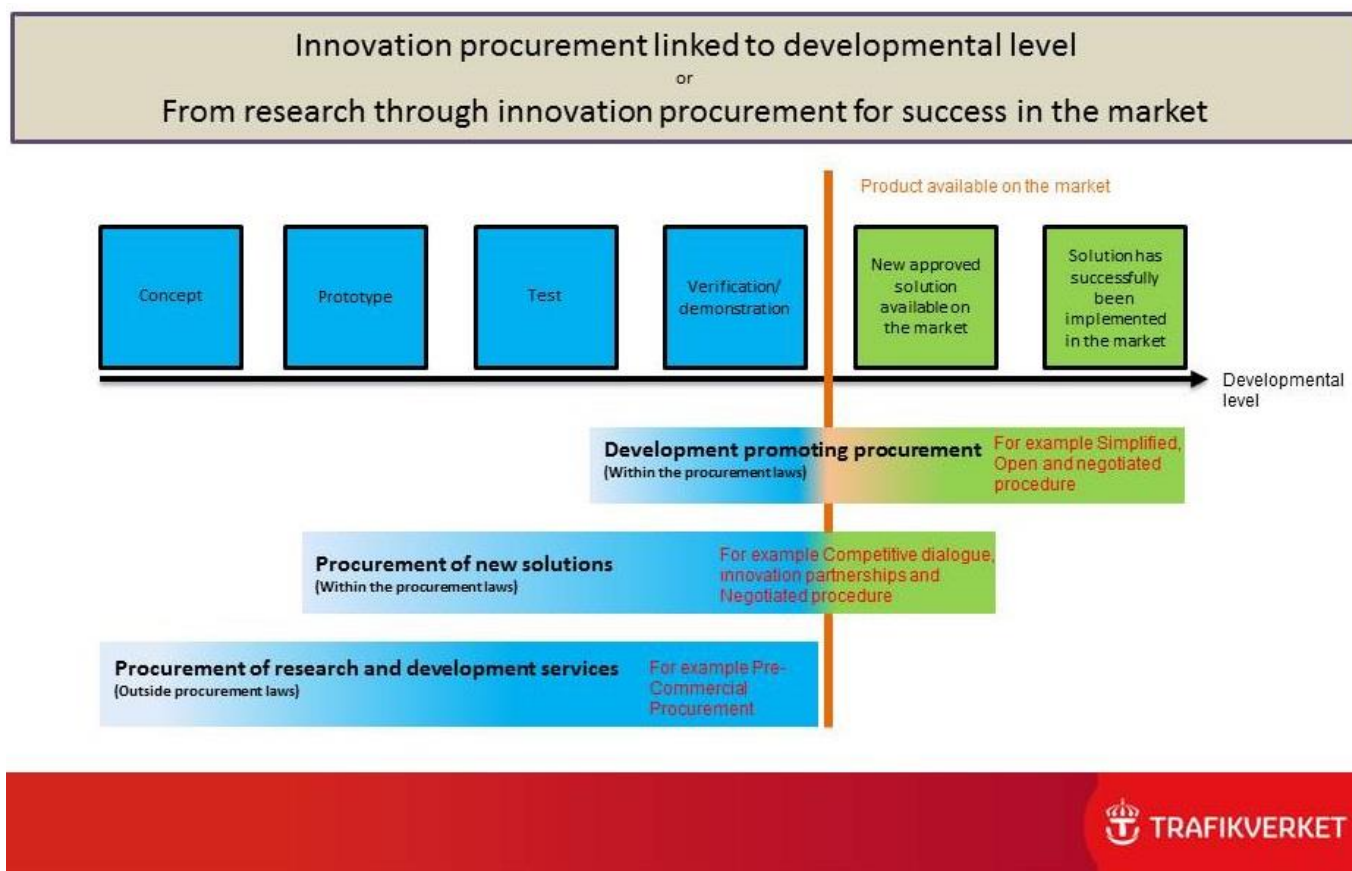 Innovation procurement linked to developmental level
or
From research through innovation procurement for success in the market
Product available on the market
Concept
Prototype
Test
Verification/
demonstration
New approved
solution
available on
the market
Solution has
successfully
been
implemented
in the market
Developmental
level
Development promoting procurement
(Within the procurement laws)
For example Simplified,
Open and negotiated
procedure
Procurement of new solutions
(Within the procurement laws)
For example Competitive dialogue,
innovation partnerships and
Negotiated procedure
Procurement of research and development services
(Outside procurement laws)
For example Pre-
Commercial
Procurement
TRAFIKVERKET